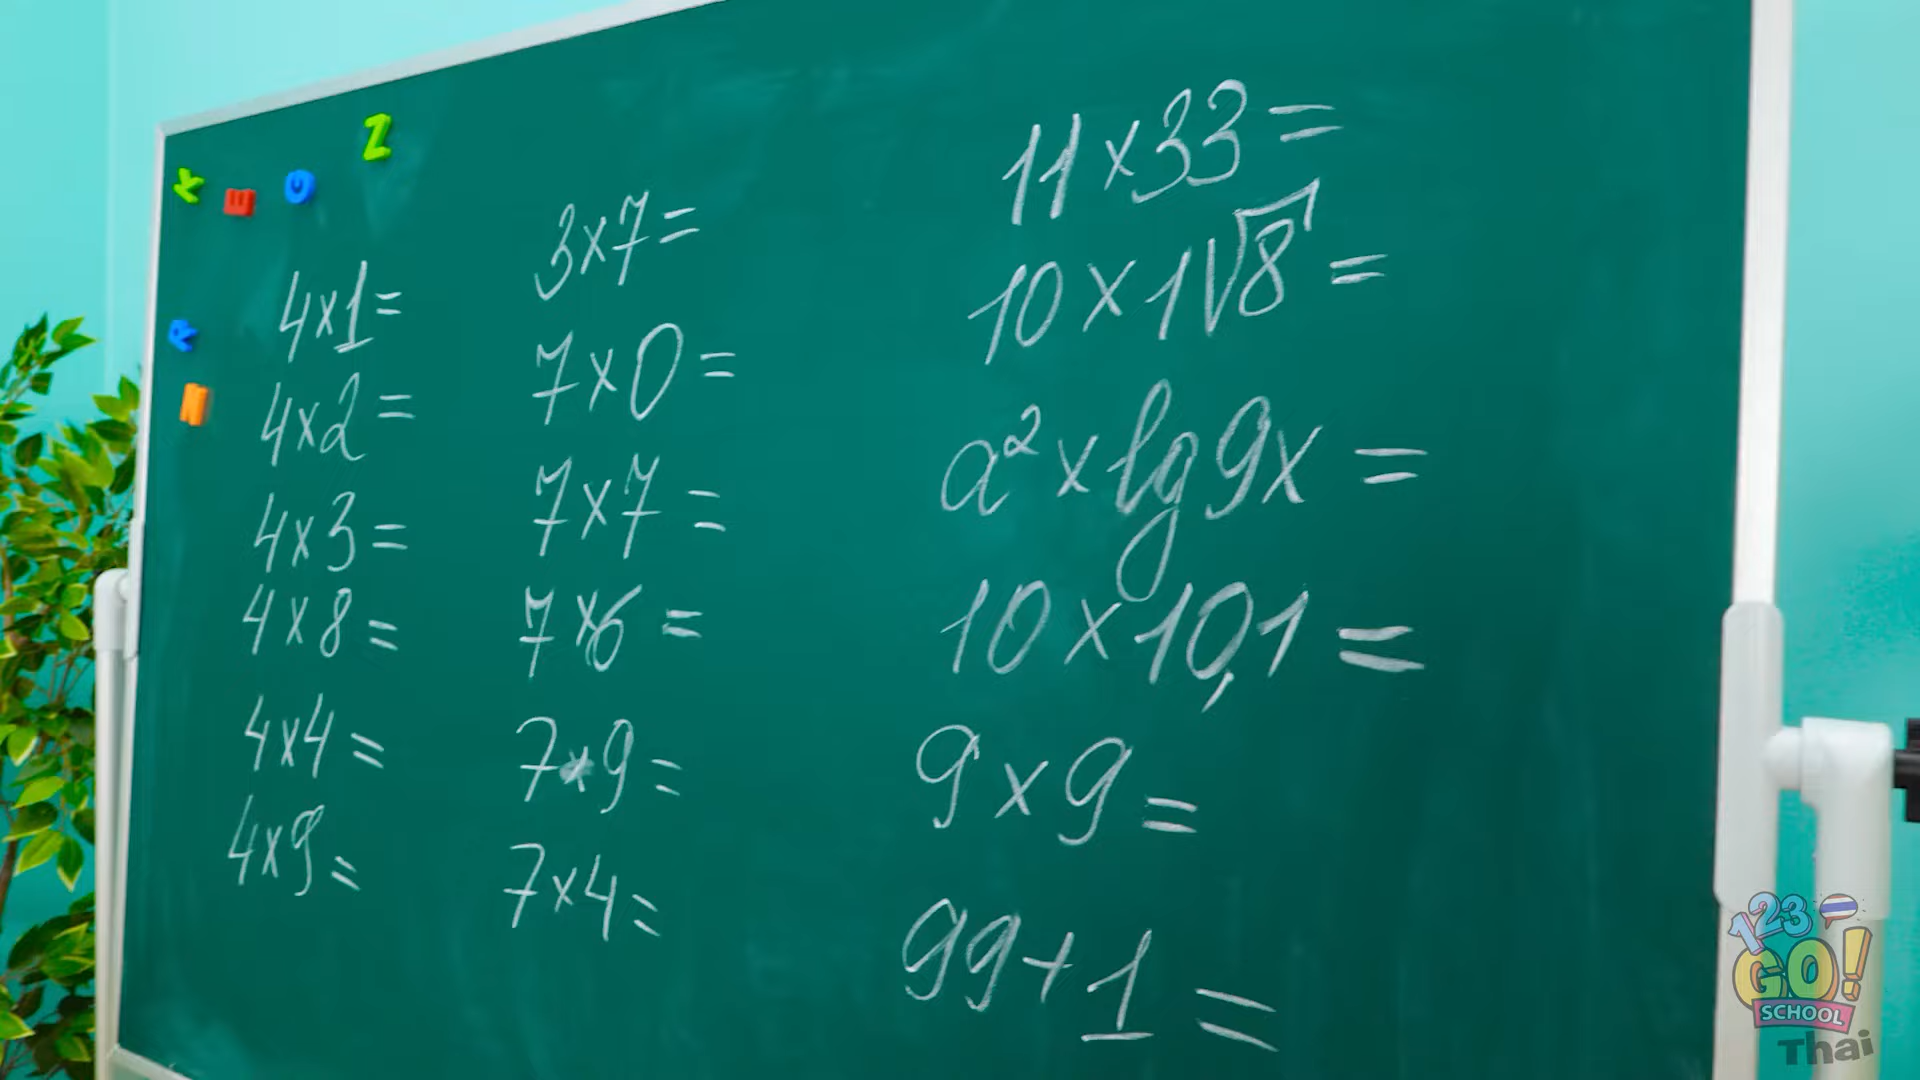 Z
K E U
R
M
4x1=
4x2=
4x3=
4x8=
4x4=
4x9=
3x7=
7x0=
7x7=
7x6=
7x9=
7x4=
11x33=
10x1√8=
a²xlg9x=
10x10,1=
9x9=
99+1=
123
GO!
SCHOOL
Thai